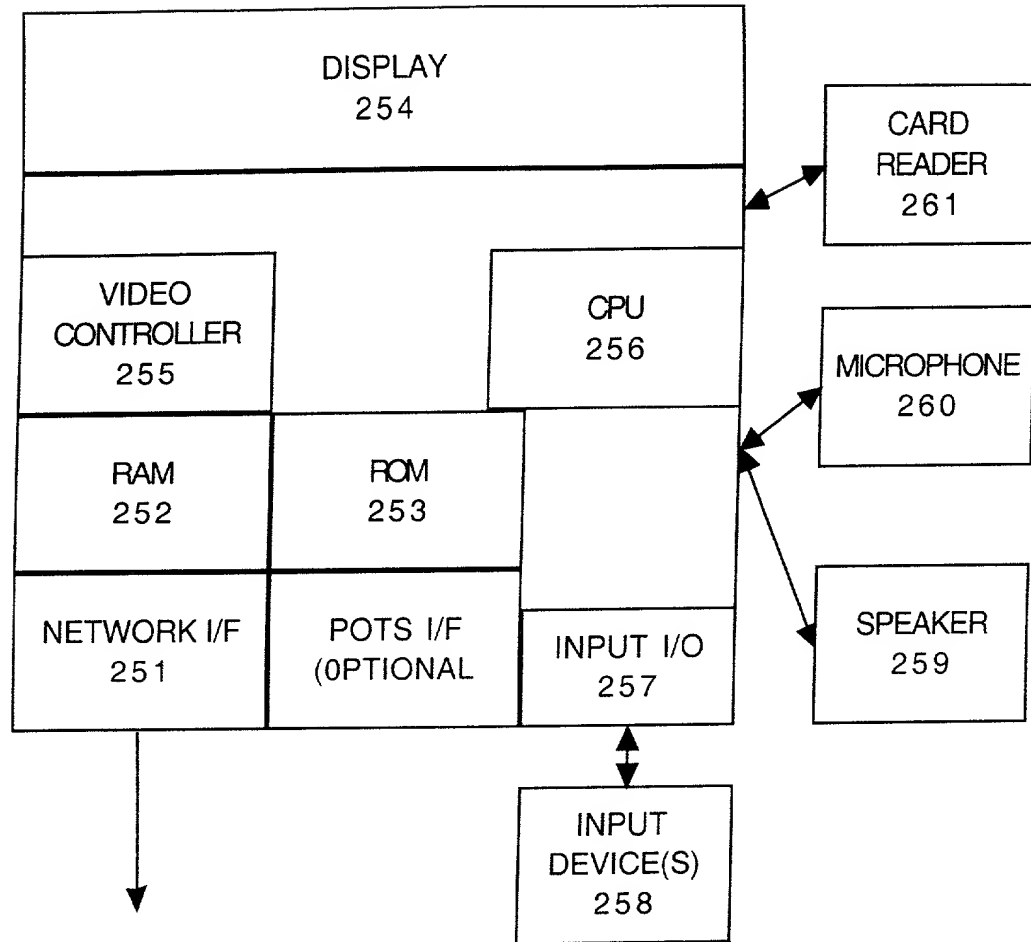 DISPLAY
254
CARD
READER
261
VIDEO
CONTROLLER
255
CPU
256
MICROPHONE
260
RAM
252
ROM
253
NETWORK I/F
251
POTS I/F
(0PTIONAL
INPUT I/O
257
SPEAKER
259
INPUT
DEVICE(S)
258